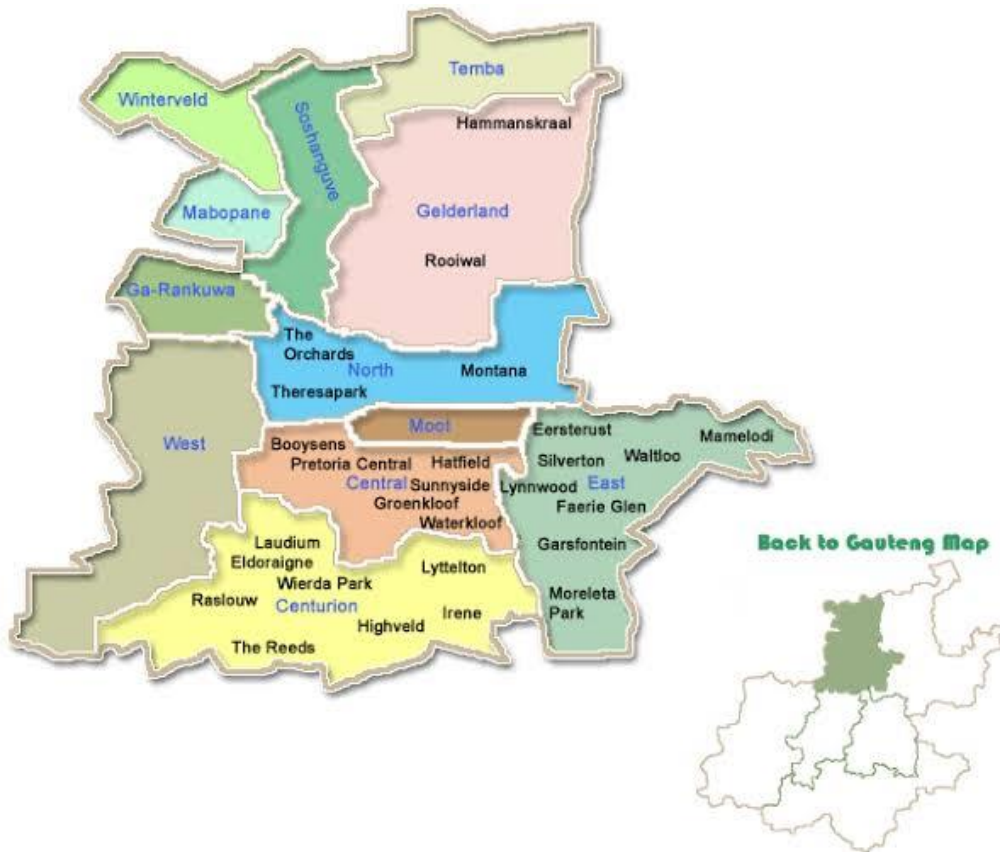 Temba
Winterveld
Soshanguve
Hammanskraal
Mabopane
Gelderland
Rooiwal
Ga-Rankuwa
The
Orchards
North
Montana
Theresapark
Moot
West
Booysens
Pretoria Central
Hatfield
Central
Sunnyside
Groenkloof
Waterkloof
Eersterust
Mamelodi
Silverton
Waltloo
Lynnwood
East
Faerie Glen
Garsfontein
Moreleta
Park
Laudium
Eldoraigne
Lyttelton
Wierda Park
Raslouw
Centurion
Irene
Highveld
The Reeds
Back to Gauteng Map